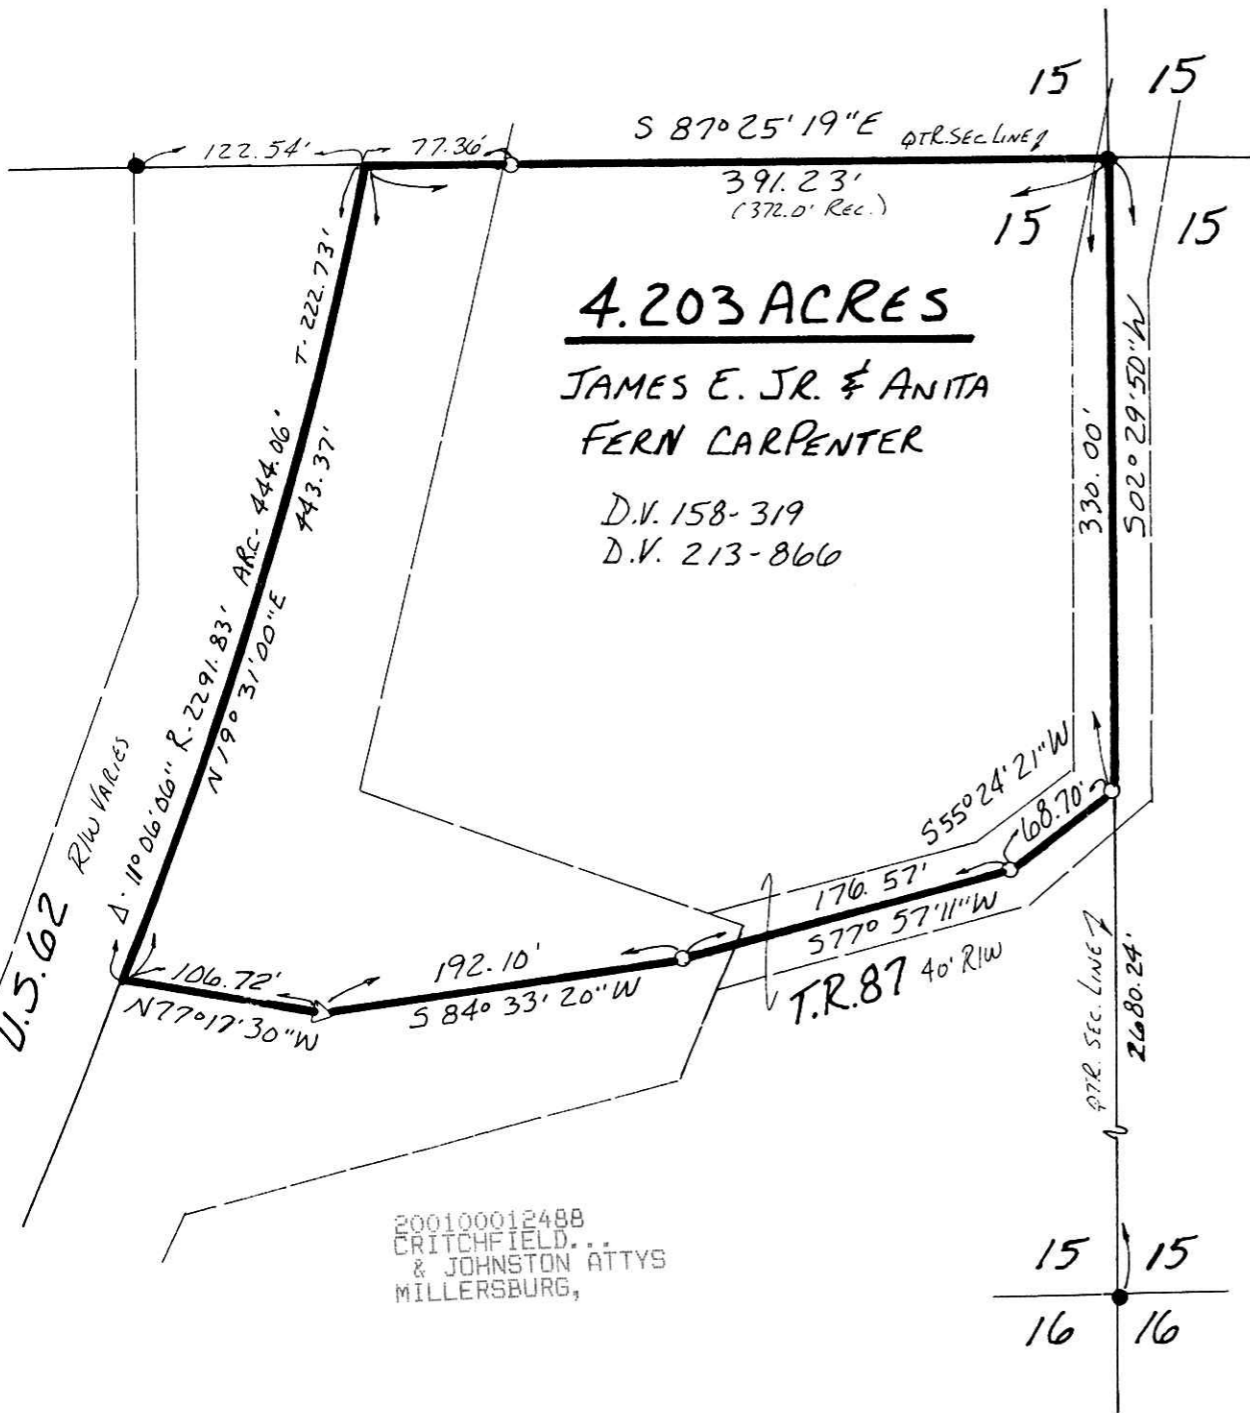 15 15
S 87° 25' 19" E QTR. SEC LINE
122.54' 77.36'
391.23'
(372.0' REC.)
15 15
4.203 ACRES
JAMES E. JR. & ANITA
FERN CARPENTER
D.V. 158-319
D.V. 213-866
330.00'
S02° 29' 50" W
Δ- 11° 06' 06" R- 2291.83' ARC- 444.06' T- 222.73'
N 19° 31' 00" E 443.37'
U.S. 62 R/W VARIES
S55° 24' 21" W
68.70'
176.57'
S77° 57' 11" W
T.R. 87 40' R/W
192.10'
S 84° 33' 20" W
106.72'
N77° 17' 30" W
QTR. SEC. LINE
2680.24'
200100012488
CRITCHFIELD...
& JOHNSTON ATTYS
MILLERSBURG,
15 15
16 16